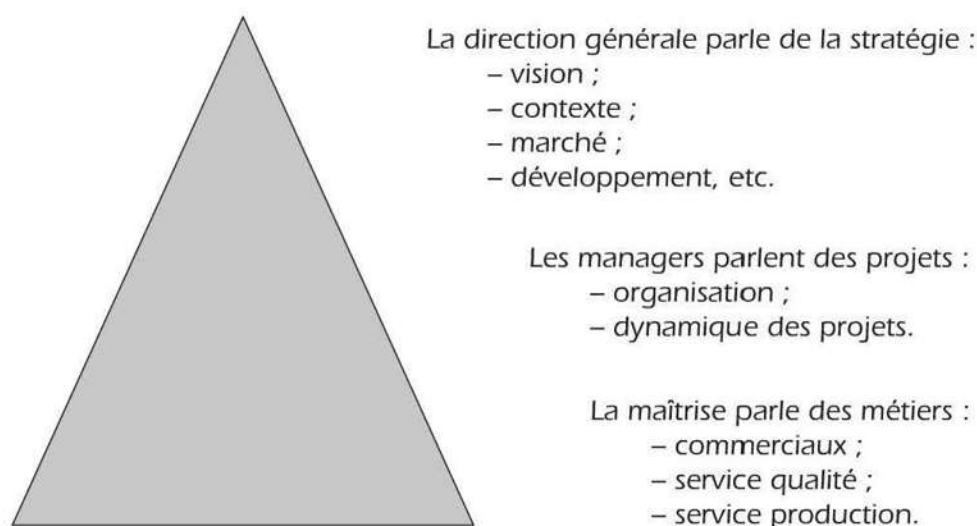 La direction générale parle de la stratégie :
– vision ;
– contexte ;
– marché ;
– développement, etc.
Les managers parlent des projets :
– organisation ;
– dynamique des projets.
La maîtrise parle des métiers :
– commerciaux ;
– service qualité ;
– service production.